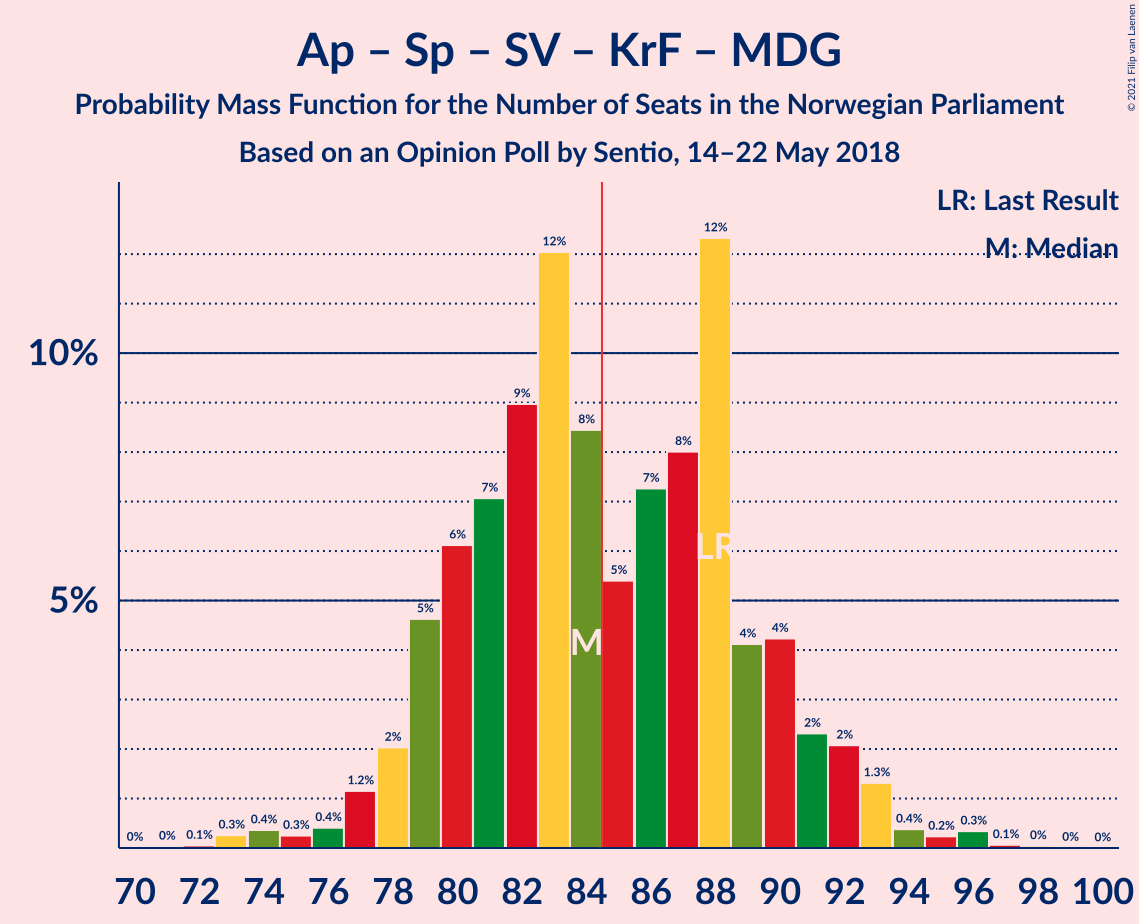 Ap – Sp – SV – KrF – MDG
Probability Mass Function for the Number of Seats in the Norwegian Parliament
Based on an Opinion Poll by Sentio, 14–22 May 2018
© 2021 Filip van Laenen
LR: Last Result
M: Median
10%
5%
0% 0% 0.1% 0.3% 0.4% 0.3% 0.4% 1.2% 2% 5% 6% 7% 9% 12% 8% 5% 7% 8% 12% 4% 4% 2% 2% 1.3% 0.4% 0.2% 0.3% 0.1% 0% 0% 0%
LR
M
70 72 74 76 78 80 82 84 86 88 90 92 94 96 98 100